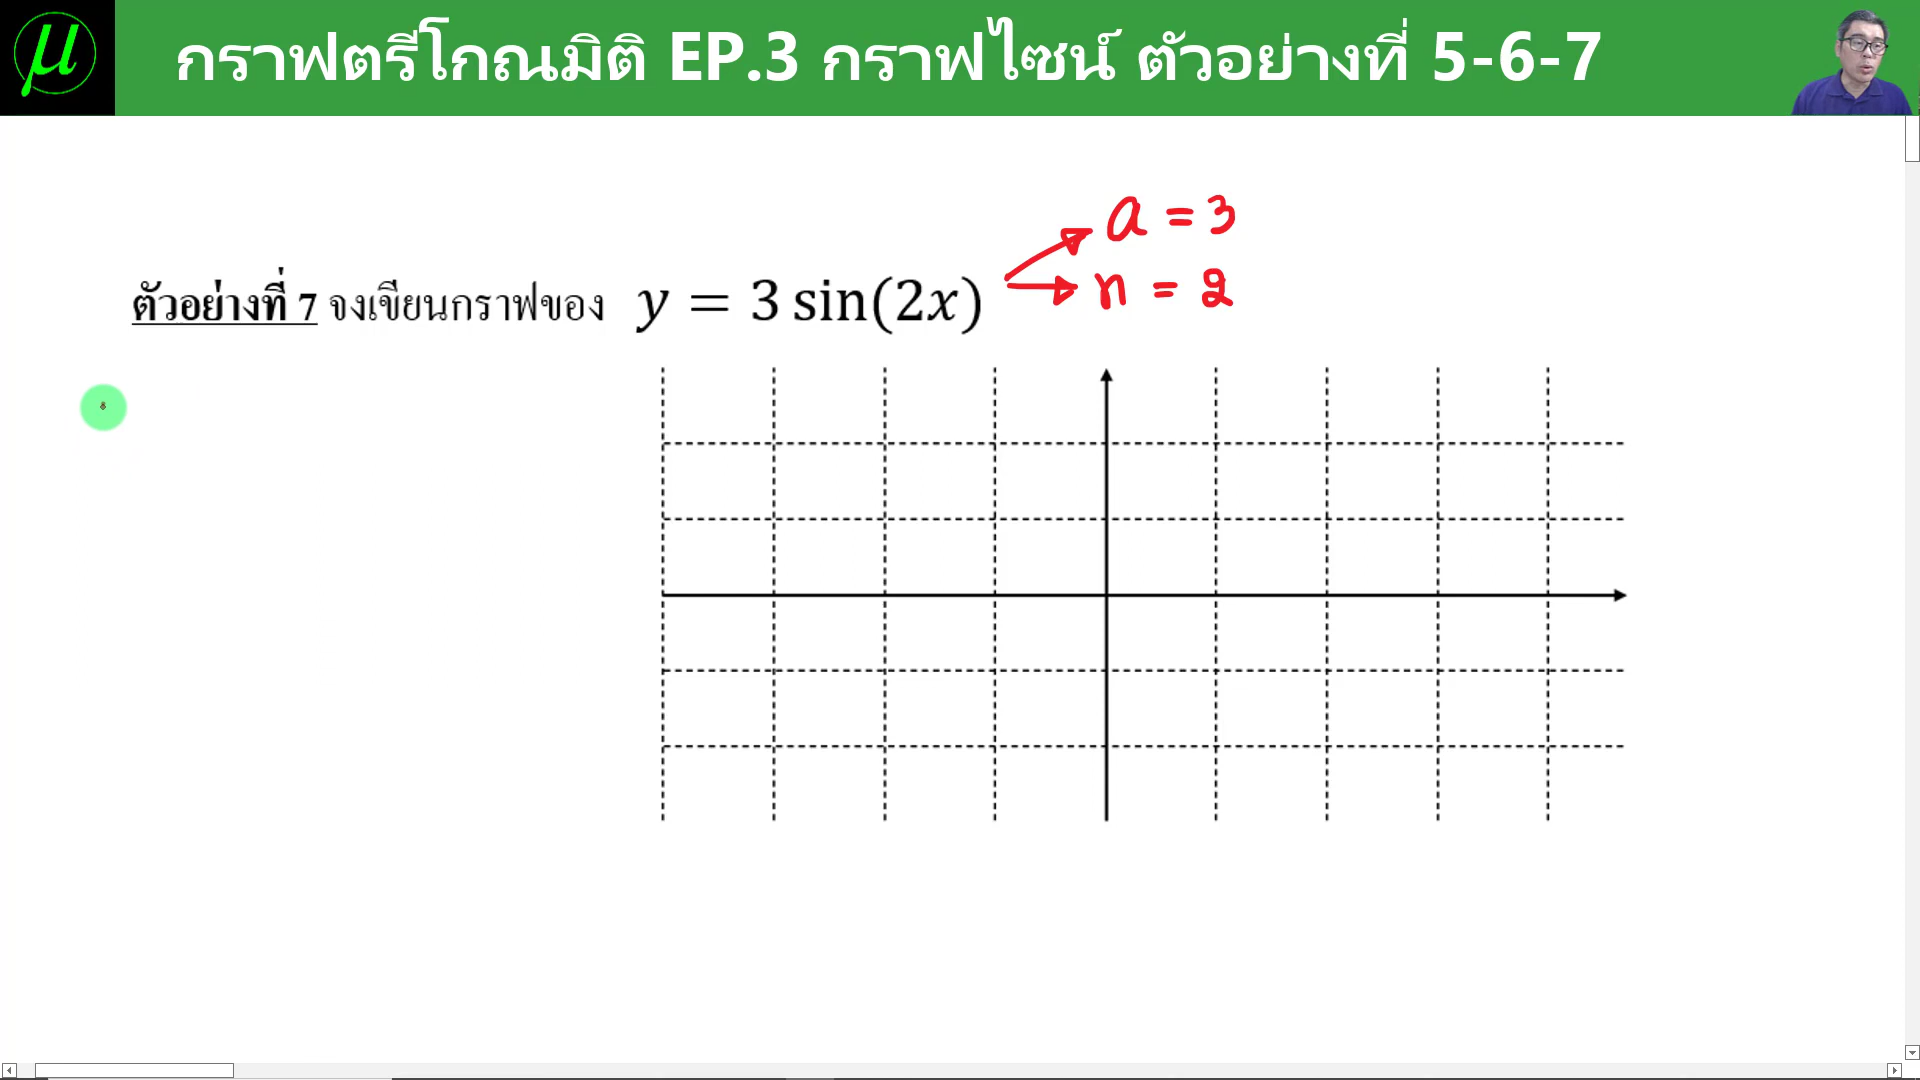 μ
กราฟตรีโกณมิติ EP.3 กราฟไซน์ ตัวอย่างที่ 5-6-7
a = 3
ตัวอย่างที่ 7 จงเขียนกราฟของ y = 3 sin(2x)
n = 2